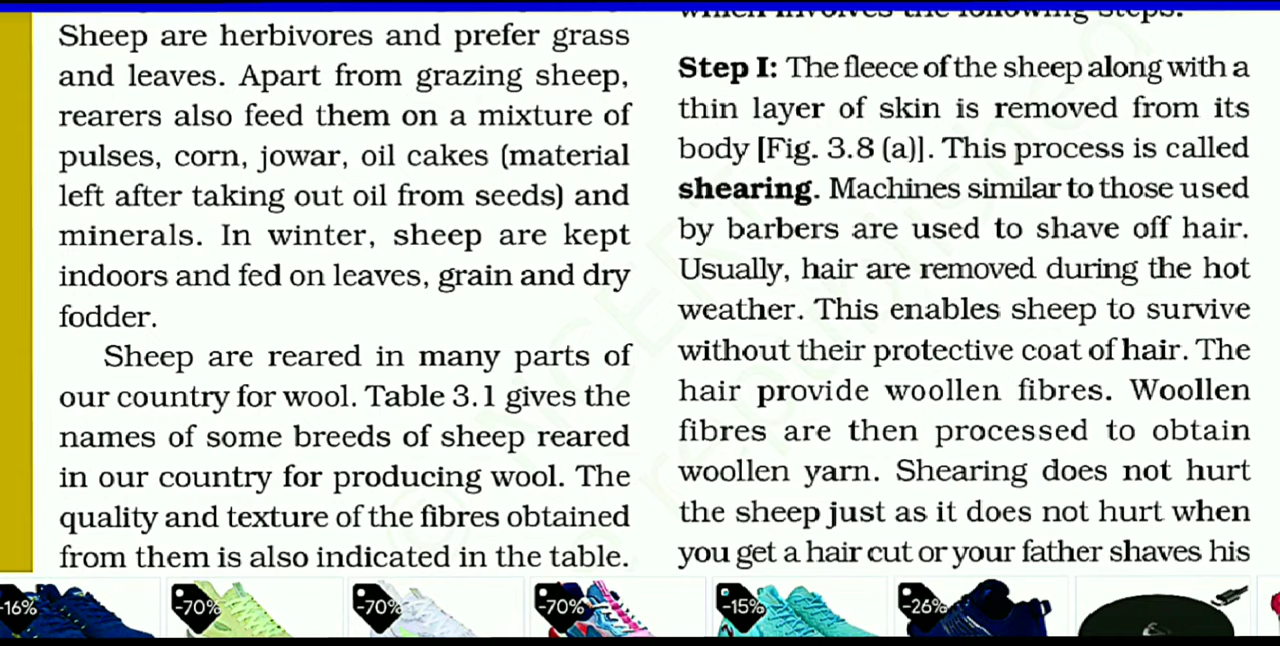 Sheep are herbivores and prefer grass
and leaves. Apart from grazing sheep,
rearers also feed them on a mixture of
pulses, corn, jowar, oil cakes (material
left after taking out oil from seeds) and
minerals. In winter, sheep are kept
indoors and fed on leaves, grain and dry
fodder.
Sheep are reared in many parts of
our country for wool. Table 3.1 gives the
names of some breeds of sheep reared
in our country for producing wool. The
quality and texture of the fibres obtained
from them is also indicated in the table.
which involves the following steps:
Step I: The fleece of the sheep along with a
thin layer of skin is removed from its
body [Fig. 3.8 (a)]. This process is called
shearing. Machines similar to those used
by barbers are used to shave off hair.
Usually, hair are removed during the hot
weather. This enables sheep to survive
without their protective coat of hair. The
hair provide woollen fibres. Woollen
fibres are then processed to obtain
woollen yarn. Shearing does not hurt
the sheep just as it does not hurt when
you get a hair cut or your father shaves his
-16%
-70%
-70%
-70%
-15%
-26%